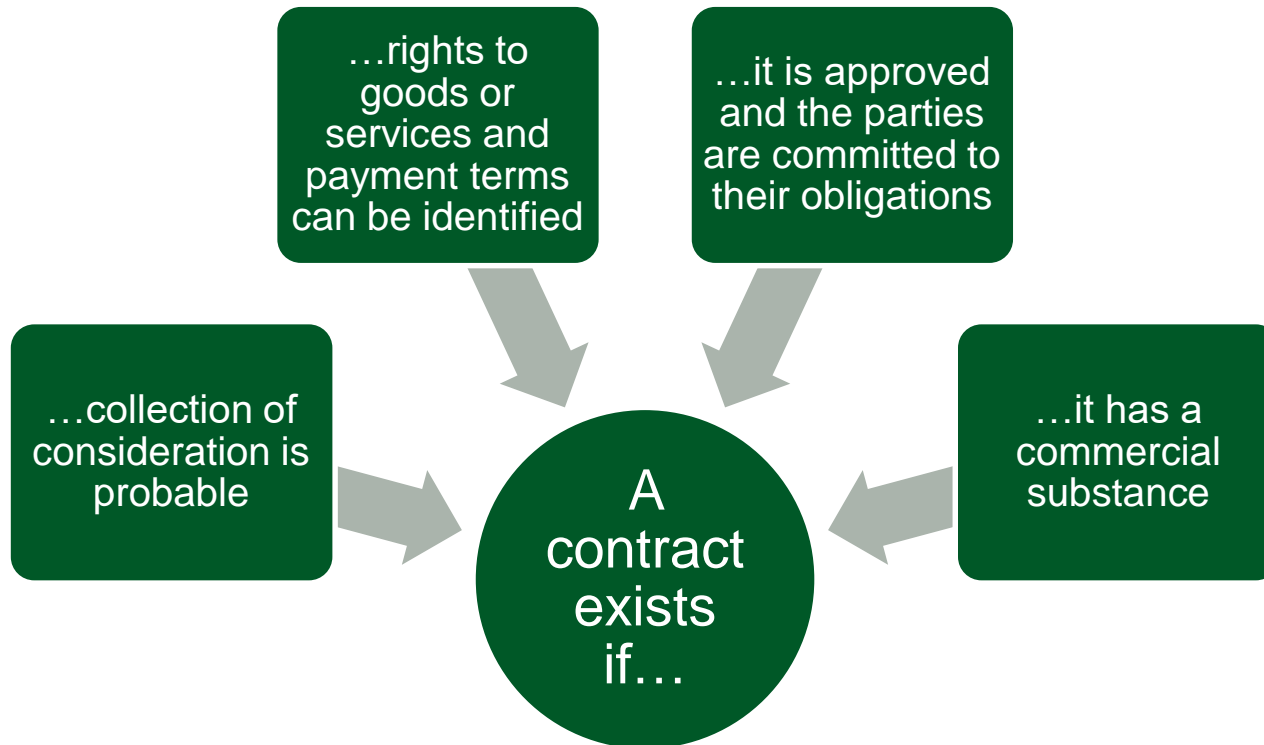 …rights to
goods or
services and
payment terms
can be identified
…it is approved
and the parties
are committed to
their obligations
…collection of
consideration is
probable
…it has a
commercial
substance
A
contract
exists
if…